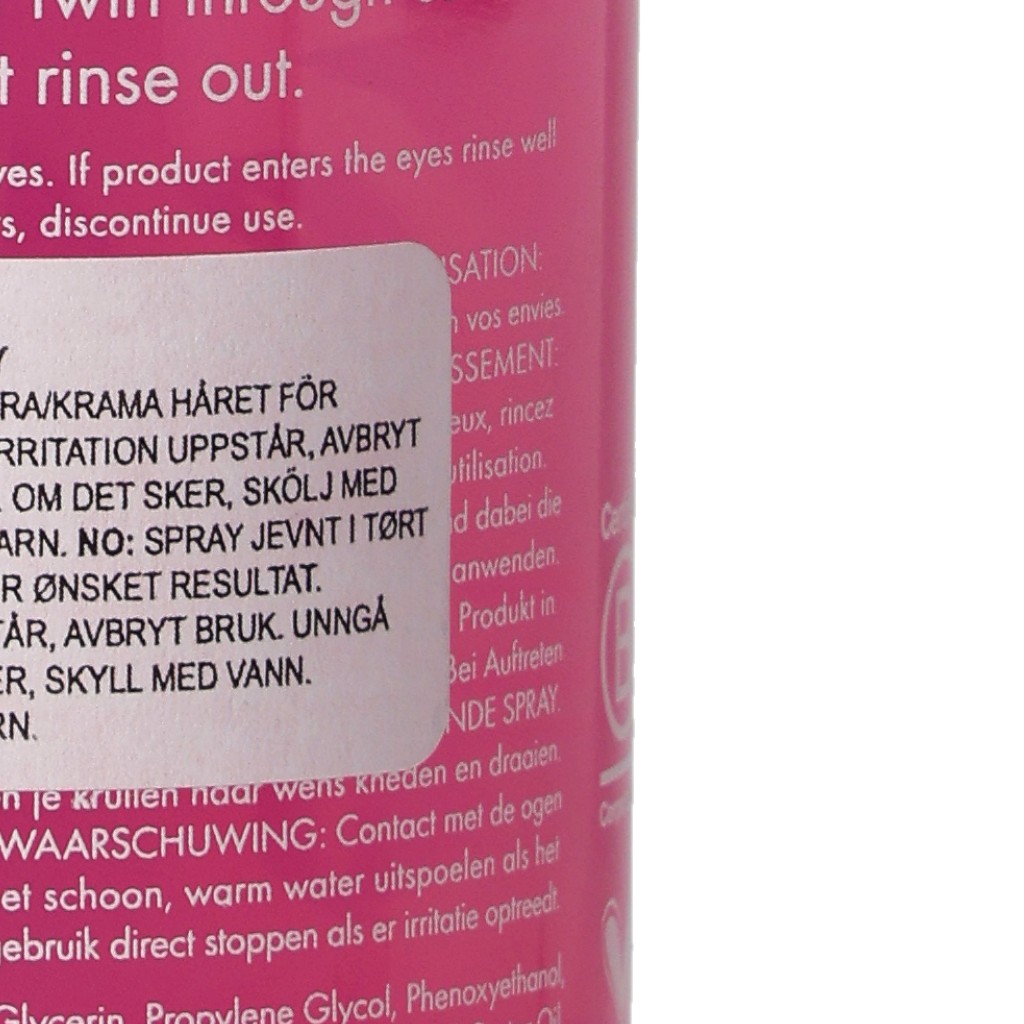 t rinse out.
yes. If product enters the eyes rinse well
s, discontinue use.
SATION:
vos envies.
SSEMENT:
RA/KRAMA HÅRET FÖR
eux, rincez
RRITATION UPPSTÅR, AVBRYT
utilisation.
OM DET SKER, SKÖLJ MED
d dabei die
ARN. NO: SPRAY JEVNT I TØRT
anwenden.
R ØNSKET RESULTAT.
Produkt in
TÅR, AVBRYT BRUK. UNNGÅ
Bei Auftreten
ER, SKYLL MED VANN.
NDE SPRAY.
RN.
n je krullen naar wens kneden en draaien.
WAARSCHUWING: Contact met de ogen
et schoon, warm water uitspoelen als het
gebruik direct stoppen als er irritatie optreedt.
Glycerin, Propylene Glycol, Phenoxyethanol,